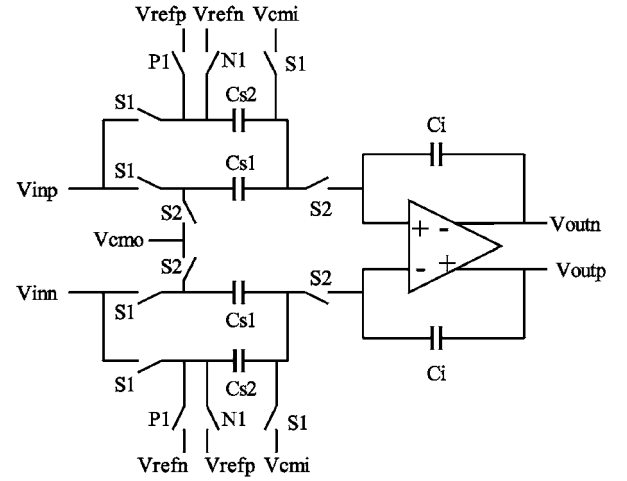 Vrefp Vrefn Vcmi
P1 N1 S1
S1 Cs2
Ci
S1 Cs1
Vinp
S2 S2
+ - Voutn
Vcmo
S2 S2
- + Voutp
Vinn
S1 Cs1
Ci
S1 Cs2
P1 N1 S1
Vrefn Vrefp Vcmi